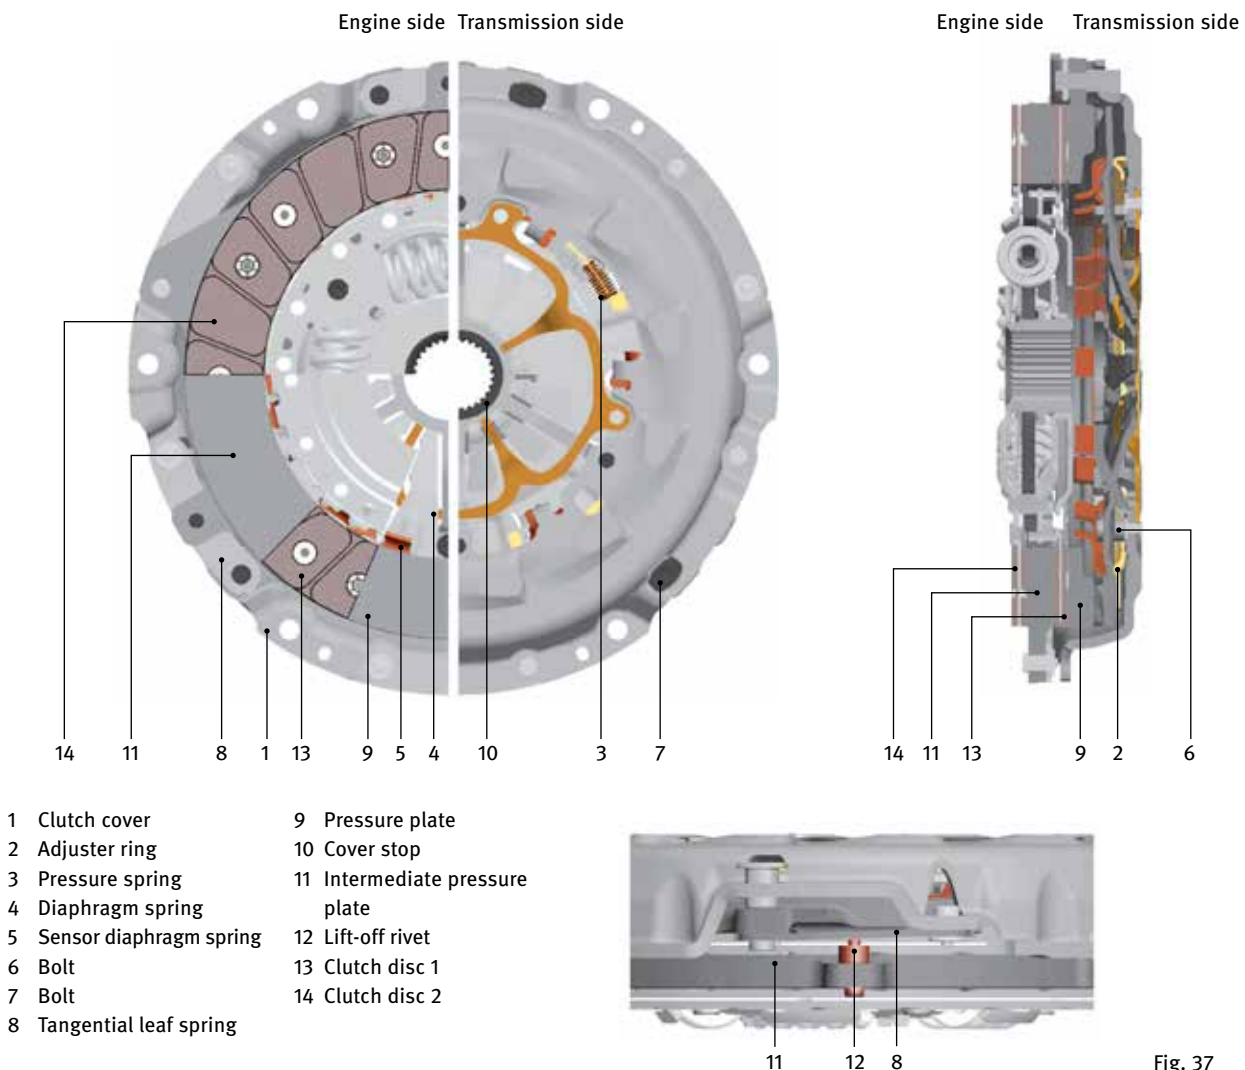 Engine side Transmission side
Engine side Transmission side
14 11 8 1 13 9 5 4 10 3 7
14 11 13 9 2 6
1 Clutch cover
2 Adjuster ring
3 Pressure spring
4 Diaphragm spring
5 Sensor diaphragm spring
6 Bolt
7 Bolt
8 Tangential leaf spring
9 Pressure plate
10 Cover stop
11 Intermediate pressure
plate
12 Lift-off rivet
13 Clutch disc 1
14 Clutch disc 2
11 12 8
Fig. 37